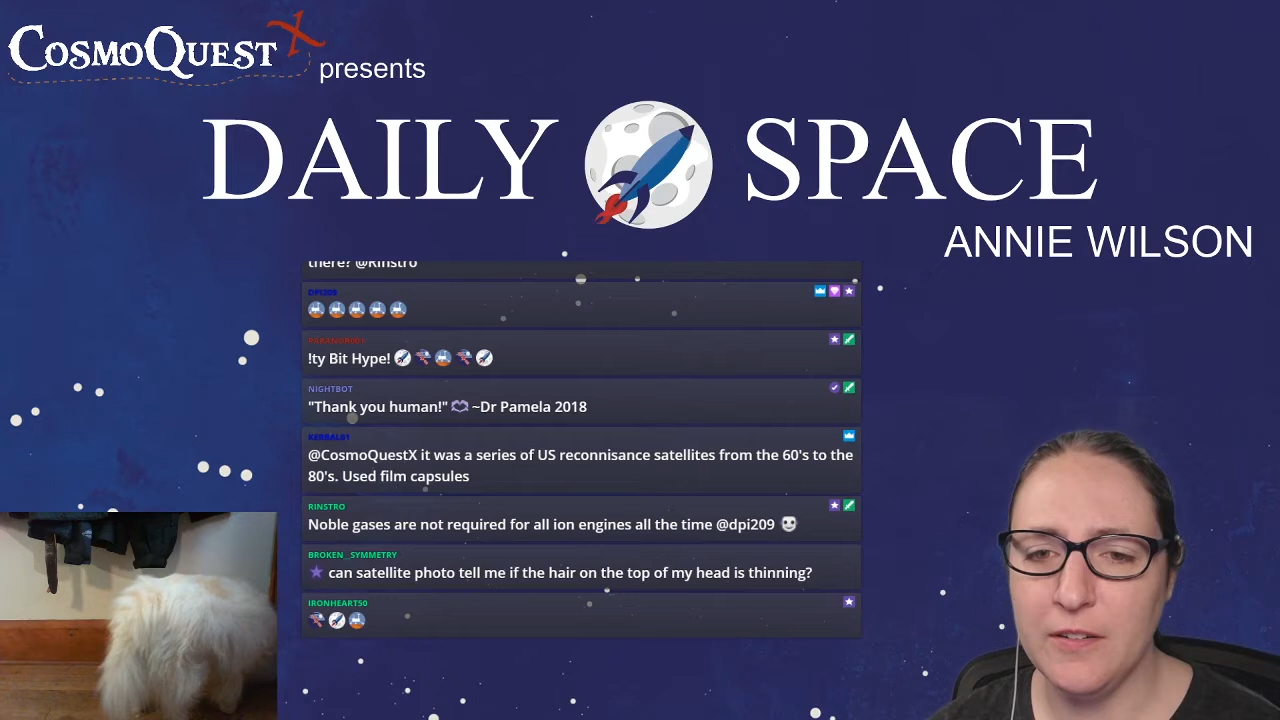 COSMOQUESTX presents
DAILY SPACE
ANNIE WILSON
there? @Rinstro
DPI209
!ty Bit Hype!
NIGHTBOT
"Thank you human!" ~Dr Pamela 2018
KERBAL01
@CosmoQuestX it was a series of US reconnisance satellites from the 60's to the
80's. Used film capsules
RINSTRO
Noble gases are not required for all ion engines all the time @dpi209
BROKEN_SYMMETRY
can satellite photo tell me if the hair on the top of my head is thinning?
IRONHEART50